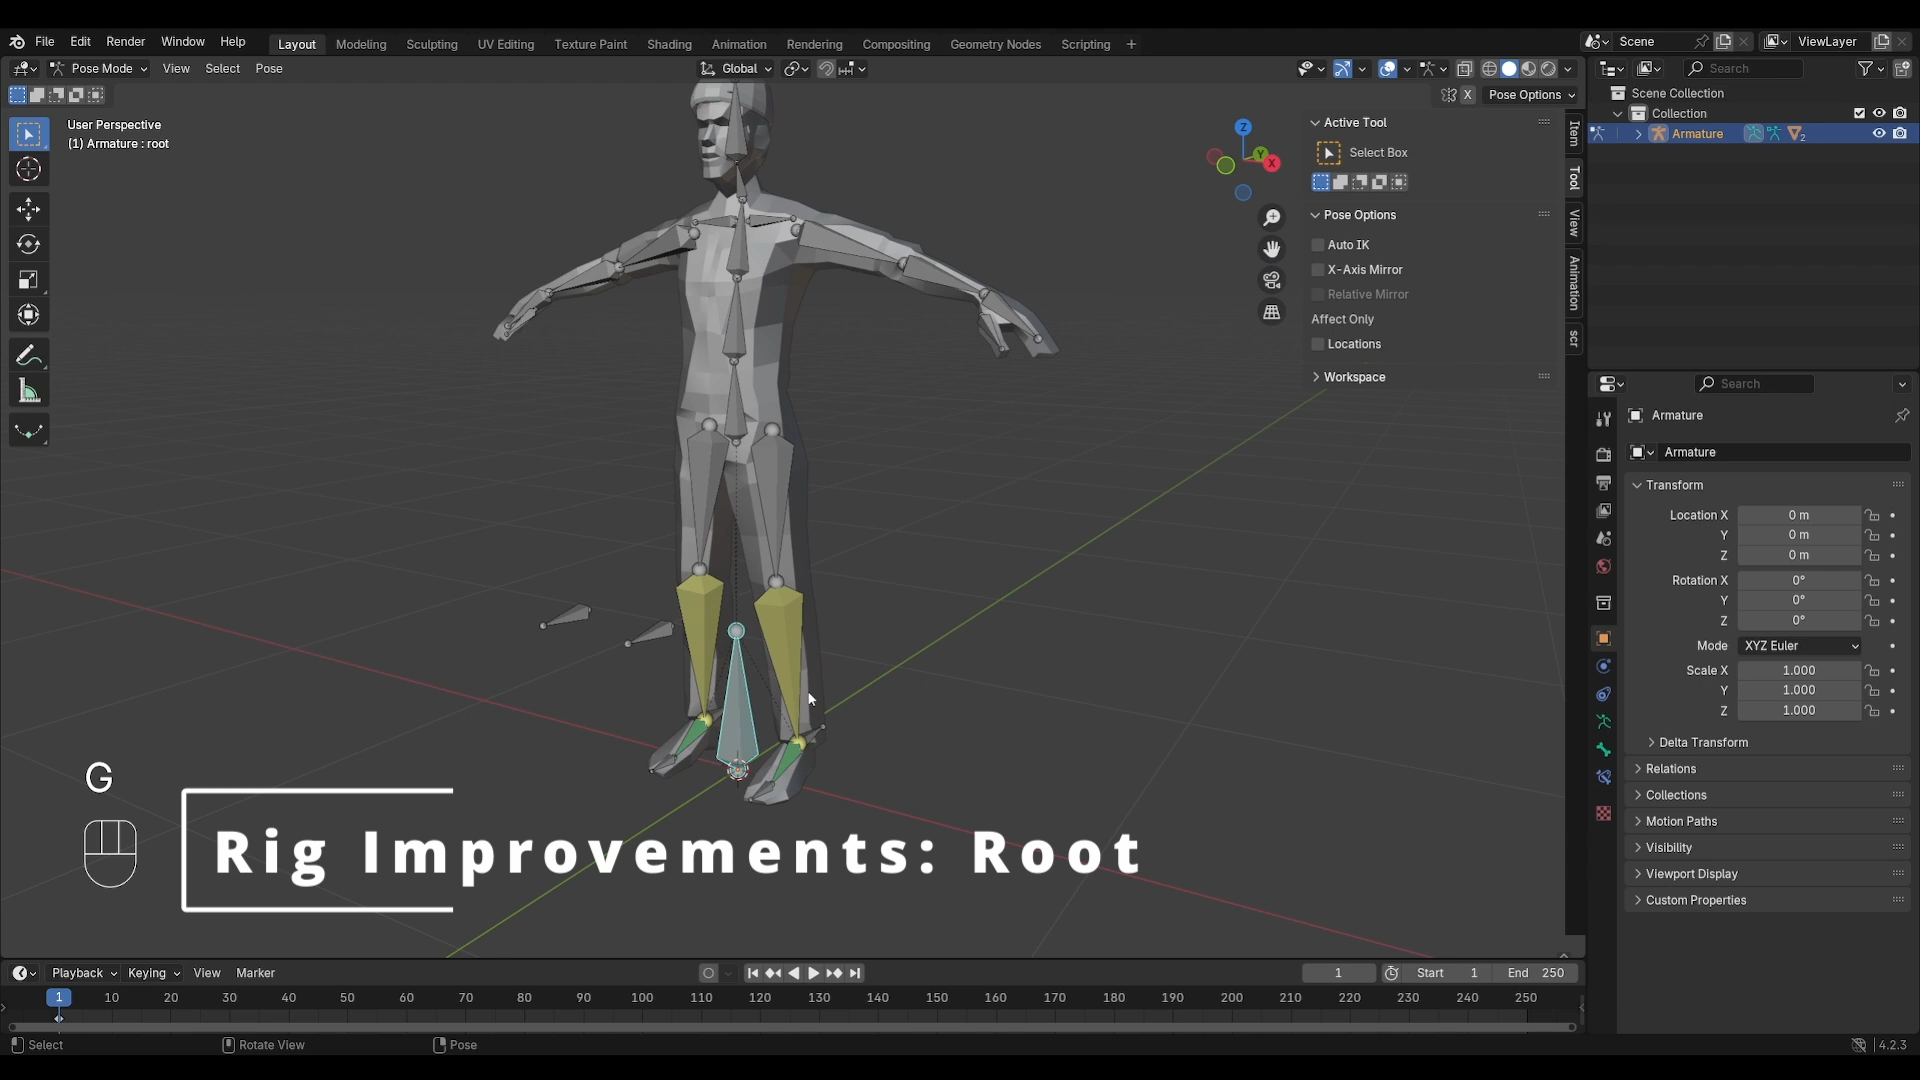 File Edit Render Window Help Layout Modeling Sculpting UV Editing Texture Paint Shading Animation Rendering Compositing Geometry Nodes Scripting + Scene ViewLayer
Pose Mode View Select Pose Global Search
X Pose Options
Scene Collection
Collection
Armature 2
User Perspective
(1) Armature : root
Z
Y
X
Active Tool
Select Box
Pose Options
Auto IK
X-Axis Mirror
Relative Mirror
Affect Only
Locations
Workspace
Item
Tool
View
Animation
scr
Search
Armature
Armature
Transform
Location X 0 m
Y 0 m
Z 0 m
Rotation X 0°
Y 0°
Z 0°
Mode XYZ Euler
Scale X 1.000
Y 1.000
Z 1.000
Delta Transform
Relations
Collections
Motion Paths
Visibility
Viewport Display
Custom Properties
G
Rig Improvements: Root
Playback Keying View Marker 1 Start 1 End 250
1 10 20 30 40 50 60 70 80 90 100 110 120 130 140 150 160 170 180 190 200 210 220 230 240 250
Select Rotate View Pose 4.2.3